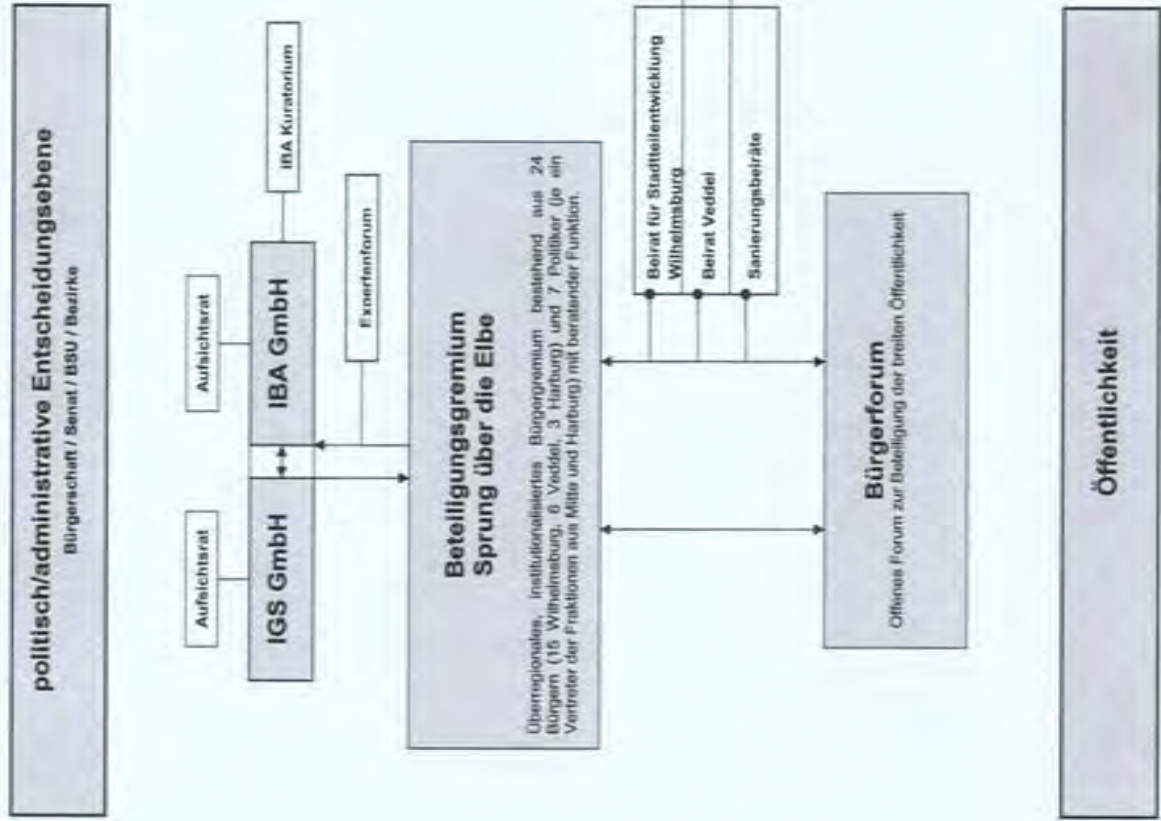 politisch/administrative Entscheidungsebene
Bürgerschaft / Senat / BSU / Bezirke
Aufsichtsrat
Aufsichtsrat
IGS GmbH
IBA GmbH
IBA Kuratorium
Expertenforum
Beteiligungsgremium
Sprung über die Elbe
Überregionales, institutionalisiertes Bürgergremium bestehend aus 24
Bürgern (15 Wilhelmsburg, 6 Veddel, 3 Harburg) und 7 Politiker (je ein
Vertreter der Fraktionen aus Mitte und Harburg) mit beratender Funktion.
Beirat für Stadtteilentwicklung
Wilhelmsburg
Beirat Veddel
Sanierungsbeiräte
Bürgerforum
Offenes Forum zur Beteiligung der breiten Öffentlichkeit
Öffentlichkeit